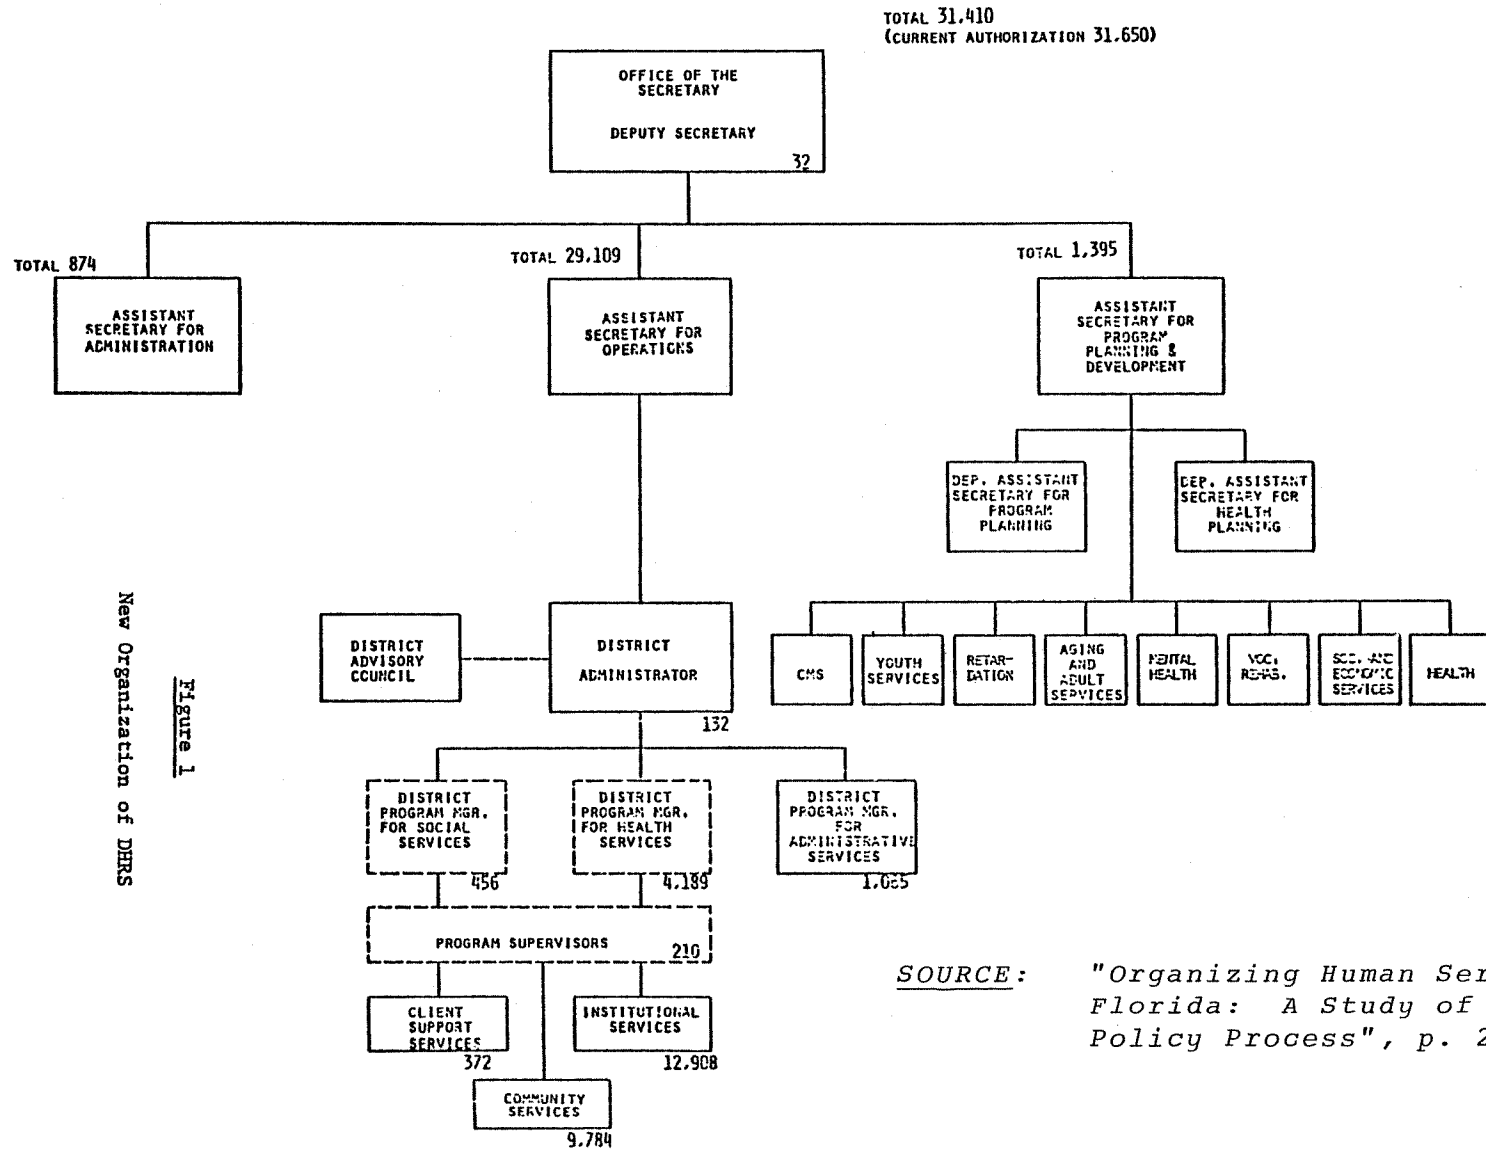 TOTAL 31.410
(CURRENT AUTHORIZATION 31.650)
OFFICE OF THE
SECRETARY
DEPUTY SECRETARY
32
TOTAL 874
ASSISTANT
SECRETARY FOR
ADMINISTRATION
TOTAL 29.109
ASSISTANT
SECRETARY FOR
OPERATIONS
TOTAL 1,395
ASSISTANT
SECRETARY FOR
PROGRAM
PLANNING &
DEVELOPMENT
DEP. ASSISTANT
SECRETARY FOR
PROGRAM
PLANNING
DEP. ASSISTANT
SECRETARY FOR
HEALTH
PLANNING
DISTRICT
ADVISORY
COUNCIL
DISTRICT
ADMINISTRATOR
132
CMS
YOUTH
SERVICES
RETAR-
DATION
AGING
AND
ADULT
SERVICES
MENTAL
HEALTH
VOC.
REHAB.
SOC. AND
ECONOMIC
SERVICES
HEALTH
DISTRICT
PROGRAM MGR.
FOR SOCIAL
SERVICES
456
DISTRICT
PROGRAM MGR.
FOR HEALTH
SERVICES
4.189
DISTRICT
PROGRAM MGR.
FOR
ADMINISTRATIVE
SERVICES
PROGRAM SUPERVISORS
210
CLIENT
SUPPORT
SERVICES
372
INSTITUTIONAL
SERVICES
12.908
COMMUNITY
SERVICES
9.784
Figure 1
New Organization of DHRS
SOURCE: "Organizing Human Ser
Florida: A Study of
Policy Process", p. 2